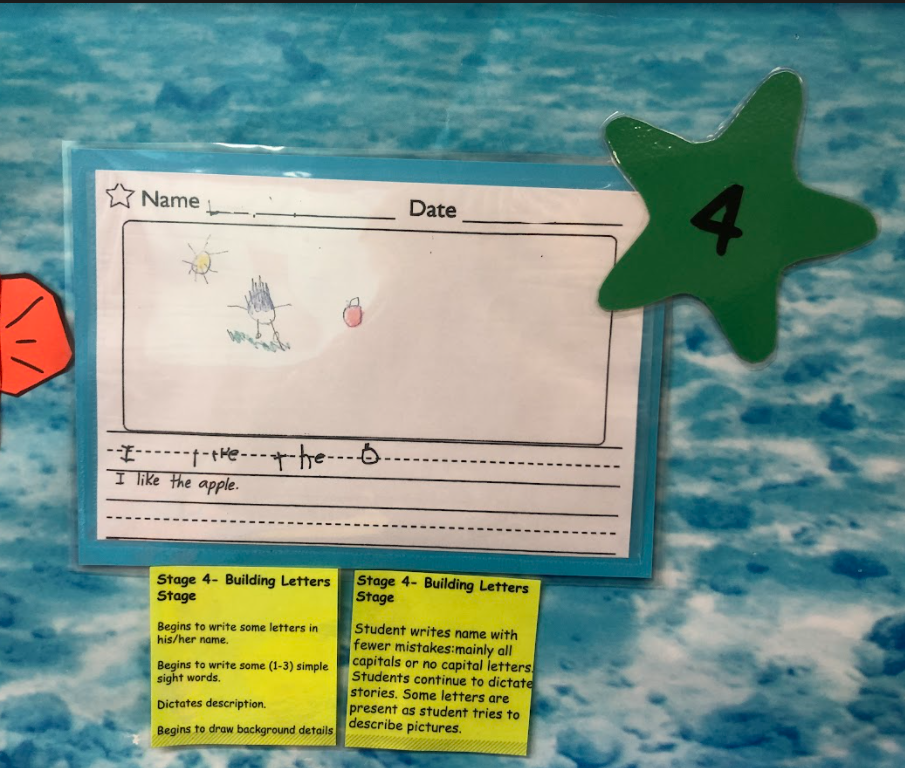 4
Name Date
I the
I like the apple.
Stage 4- Building Letters
Stage
Begins to write some letters in
his/her name.
Begins to write some (1-3) simple
sight words.
Dictates description.
Begins to draw background details
Stage 4- Building Letters
Stage
Student writes name with
fewer mistakes:mainly all
capitals or no capital letters.
Students continue to dictate
stories. Some letters are
present as student tries to
describe pictures.